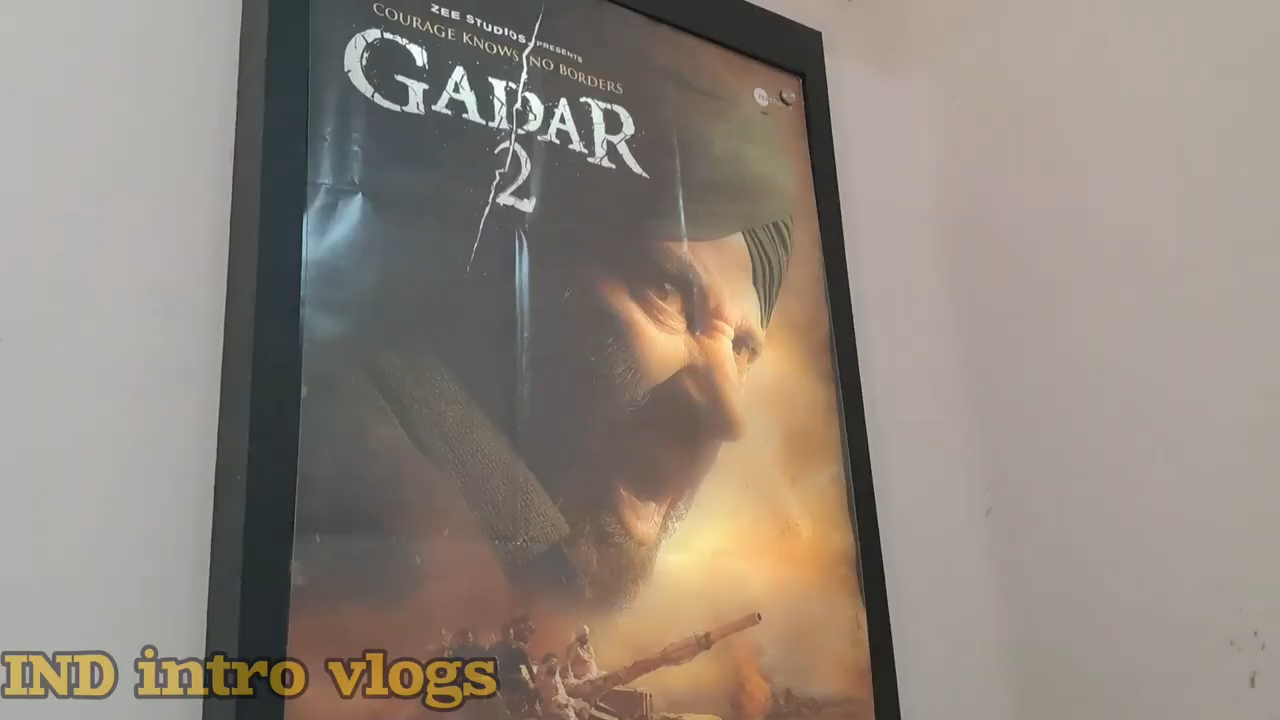 ZEE STUDIOS PRESENTS
COURAGE KNOWS NO BORDERS
GADAR
2
IND intro vlogs